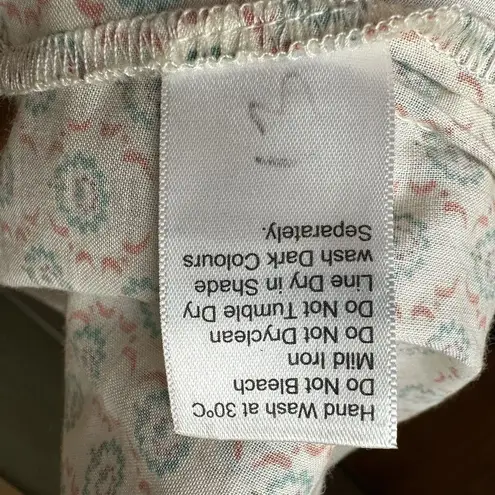 Hand Wash at 30°C
Do Not Bleach
Mild Iron
Do Not Dryclean
Do Not Tumble Dry
Line Dry in Shade
wash Dark Colours
Separately.